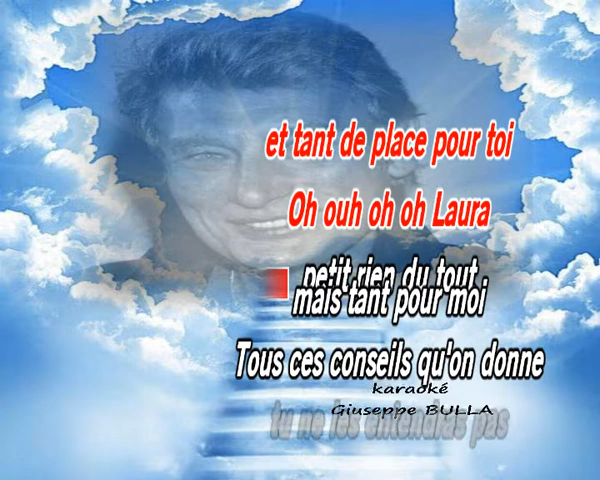 et tant de place pour toi
Oh ouh oh oh Laura
petit rien du tout
mais tant pour moi
Tous ces conseils qu'on donne
karaoké
Giuseppe BULLA
tu ne les entendras pas